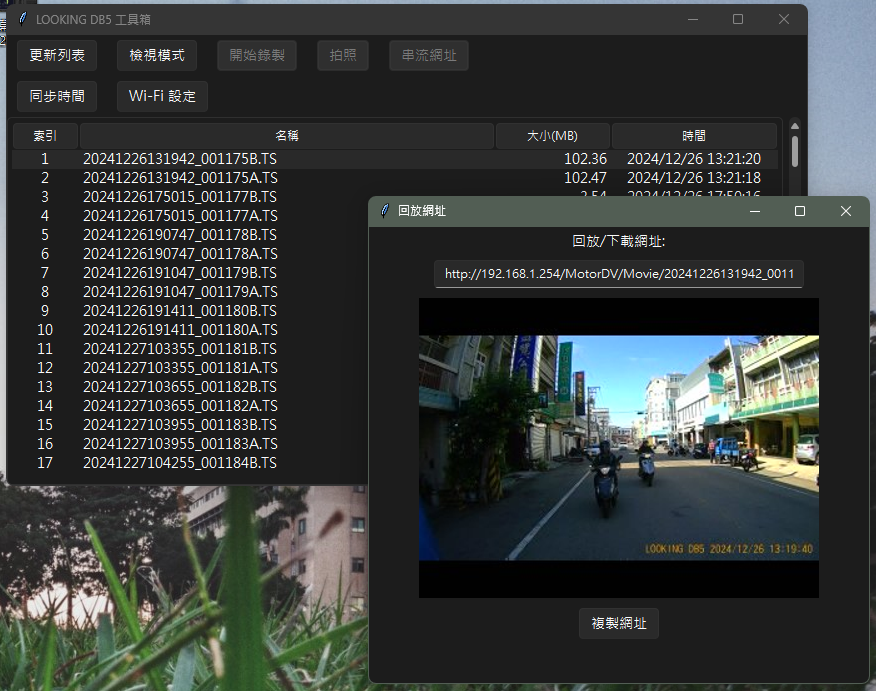 LOOKING DB5 工具箱
更新列表 檢視模式 開始錄製 拍照 串流網址
同步時間 Wi-Fi 設定
索引 名稱 大小(MB) 時間
1 20241226131942_001175B.TS 102.36 2024/12/26 13:21:20
2 20241226131942_001175A.TS 102.47 2024/12/26 13:21:18
3 20241226175015_001177B.TS
4 20241226175015_001177A.TS
5 20241226190747_001178B.TS
6 20241226190747_001178A.TS
7 20241226191047_001179B.TS
8 20241226191047_001179A.TS
9 20241226191411_001180B.TS
10 20241226191411_001180A.TS
11 20241227103355_001181B.TS
12 20241227103355_001181A.TS
13 20241227103655_001182B.TS
14 20241227103655_001182A.TS
15 20241227103955_001183B.TS
16 20241227103955_001183A.TS
17 20241227104255_001184B.TS
回放網址
回放/下載網址:
http://192.168.1.254/MotorDV/Movie/20241226131942_0011
LOOKING DB5 2024/12/26 13:19:40
複製網址